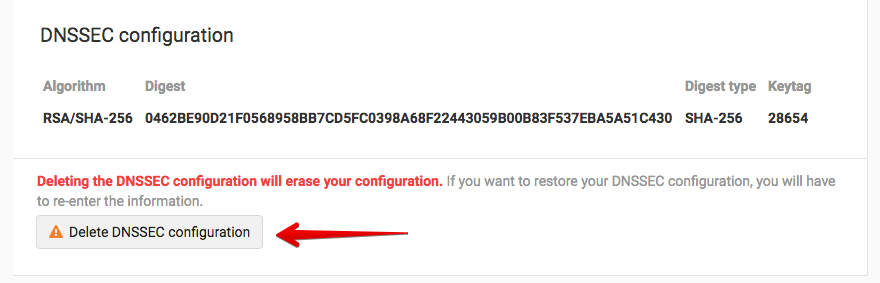 DNSSEC configuration
Algorithm Digest Digest type Keytag
RSA/SHA-256 0462BE90D21F0568958BB7CD5FC0398A68F22443059B00B83F537EBA5A51C430 SHA-256 28654
Deleting the DNSSEC configuration will erase your configuration. If you want to restore your DNSSEC configuration, you will have
to re-enter the information.
Delete DNSSEC configuration